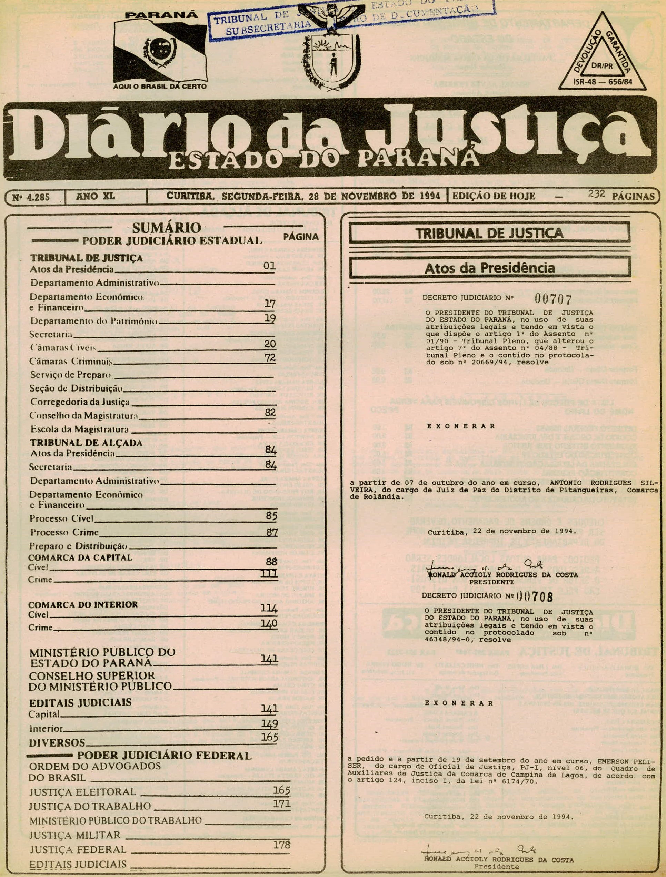 PARANÁ
AQUI O BRASIL DÁ CERTO
TRIBUNAL DE
SUBSECRETARIA
DEVOLUÇÃO GARANTIDA
DR/PR
ISR-48 — 656/84
Diário da Justiça
ESTADO DO PARANÁ
Nº 4.285 ANO XL CURITIBA, SEGUNDA-FEIRA, 28 DE NOVEMBRO DE 1994 EDIÇÃO DE HOJE — 232 PÁGINAS
SUMÁRIO
PODER JUDICIÁRIO ESTADUAL PÁGINA
TRIBUNAL DE JUSTIÇA
Atos da Presidência 01
Departamento Administrativo
Departamento Econômico
e Financeiro 17
Departamento do Patrimônio 19
Secretaria
Câmaras Cíveis 20
Câmaras Criminais 72
Serviço de Preparo
Seção de Distribuição
Corregedoria da Justiça
Conselho da Magistratura 82
Escola da Magistratura
TRIBUNAL DE ALÇADA
Atos da Presidência 84
Secretaria 84
Departamento Administrativo
Departamento Econômico
e Financeiro
Processo Cível 85
Processo Crime 87
Preparo e Distribuição
COMARCA DA CAPITAL
Cível 88
Crime 111
COMARCA DO INTERIOR
Cível 114
Crime 140
MINISTÉRIO PÚBLICO DO
ESTADO DO PARANÁ 141
CONSELHO SUPERIOR
DO MINISTÉRIO PÚBLICO
EDITAIS JUDICIAIS
Capital 141
Interior 149
DIVERSOS 165
PODER JUDICIÁRIO FEDERAL
ORDEM DO ADVOGADOS
DO BRASIL
JUSTIÇA ELEITORAL 165
JUSTIÇA DO TRABALHO 171
MINISTÉRIO PÚBLICO DO TRABALHO
JUSTIÇA MILITAR
JUSTIÇA FEDERAL 178
EDITAIS JUDICIAIS
TRIBUNAL DE JUSTIÇA
Atos da Presidência
DECRETO JUDICIÁRIO Nº 00707
O PRESIDENTE DO TRIBUNAL DE JUSTIÇA
DO ESTADO DO PARANÁ, no uso de suas
atribuições legais e tendo em vista o
que dispõe o artigo 1º do Assento nº
01/90 - Tribunal Pleno, que alterou o
artigo 7º do Assento nº 04/88 - Tri-
bunal Pleno e o contido no protocola-
do sob nº 20669/94, resolve
E X O N E R A R
a partir de 07 de outubro do ano em curso, ANTONIO RODRIGUES SIL-
VEIRA, do cargo de Juiz de Paz do Distrito de Pitangueiras, Comarca
de Rolândia.
Curitiba, 22 de novembro de 1994.
RONALD ACCIOLY RODRIGUES DA COSTA
PRESIDENTE
DECRETO JUDICIÁRIO Nº 00708
O PRESIDENTE DO TRIBUNAL DE JUSTIÇA
DO ESTADO DO PARANÁ, no uso de suas
atribuições legais e tendo em vista o
contido no protocolado sob nº
46348/94-0, resolve
E X O N E R A R
a pedido e a partir de 19 de setembro do ano em curso, EMERSON PELI-
SER, do cargo de Oficial de Justiça, PJ-I, nível 06, do Quadro de
Auxiliares da Justiça da Comarca de Campina da Lagoa, de acordo com
o artigo 124, inciso I, da lei nº 6174/70.
Curitiba, 22 de novembro de 1994.
RONALD ACCIOLY RODRIGUES DA COSTA
Presidente